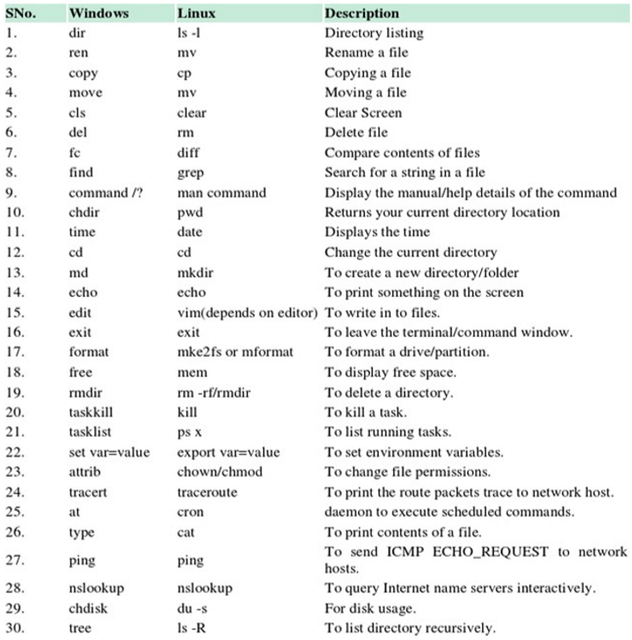 SNo. Windows Linux Description
1. dir ls -l Directory listing
2. ren mv Rename a file
3. copy cp Copying a file
4. move mv Moving a file
5. cls clear Clear Screen
6. del rm Delete file
7. fc diff Compare contents of files
8. find grep Search for a string in a file
9. command /? man command Display the manual/help details of the command
10. chdir pwd Returns your current directory location
11. time date Displays the time
12. cd cd Change the current directory
13. md mkdir To create a new directory/folder
14. echo echo To print something on the screen
15. edit vim(depends on editor) To write in to files.
16. exit exit To leave the terminal/command window.
17. format mke2fs or mformat To format a drive/partition.
18. free mem To display free space.
19. rmdir rm -rf/rmdir To delete a directory.
20. taskkill kill To kill a task.
21. tasklist ps x To list running tasks.
22. set var=value export var=value To set environment variables.
23. attrib chown/chmod To change file permissions.
24. tracert traceroute To print the route packets trace to network host.
25. at cron daemon to execute scheduled commands.
26. type cat To print contents of a file.
27. ping ping To send ICMP ECHO_REQUEST to network
hosts.
28. nslookup nslookup To query Internet name servers interactively.
29. chdisk du -s For disk usage.
30. tree ls -R To list directory recursively.